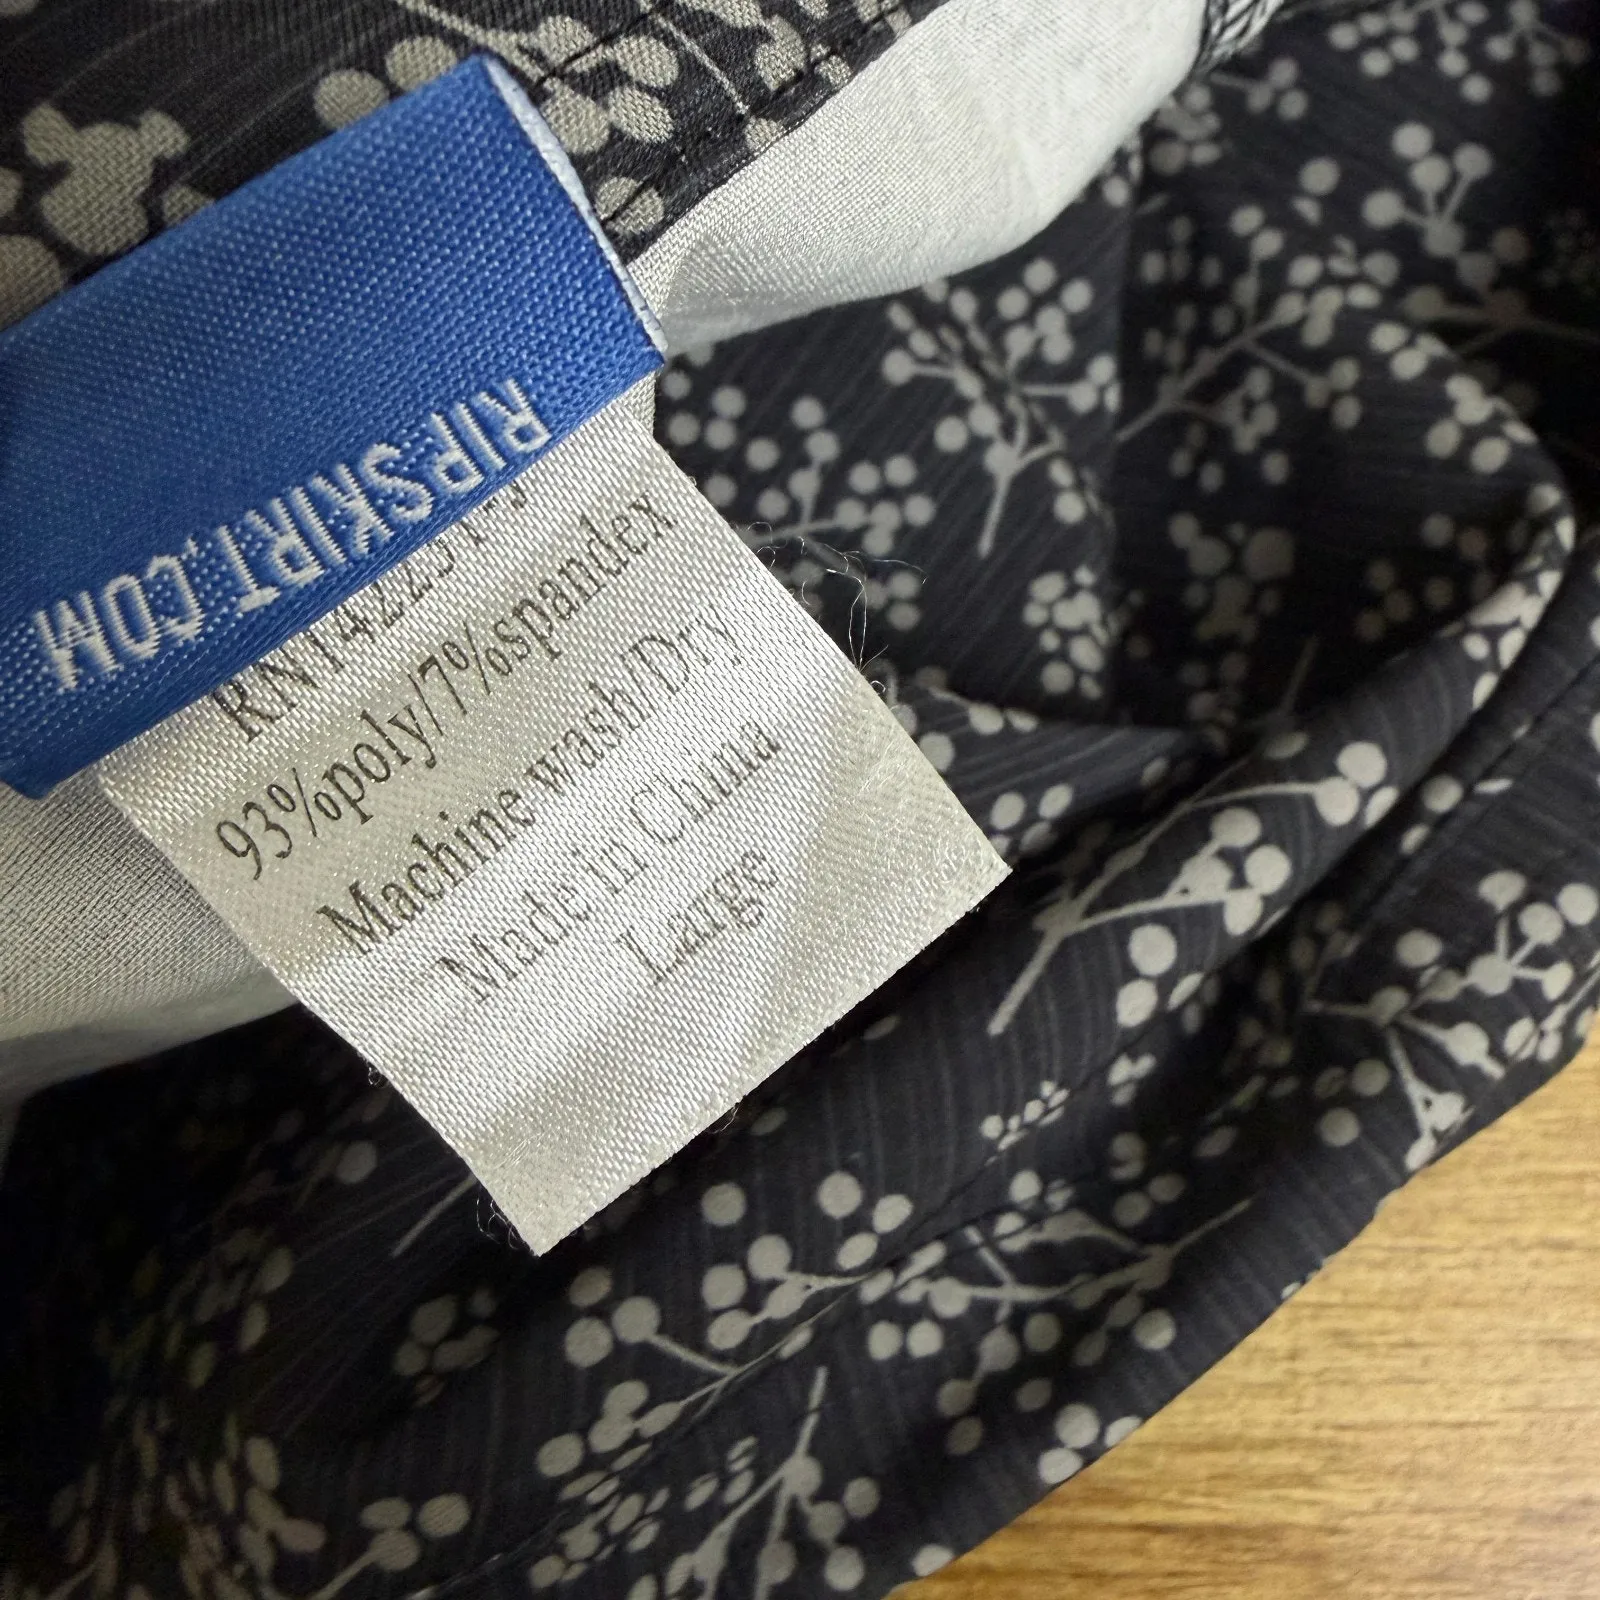 RIPSKIRT.COM
93%poly/7%spandex
Machine wash/Dry
Made in China
Large